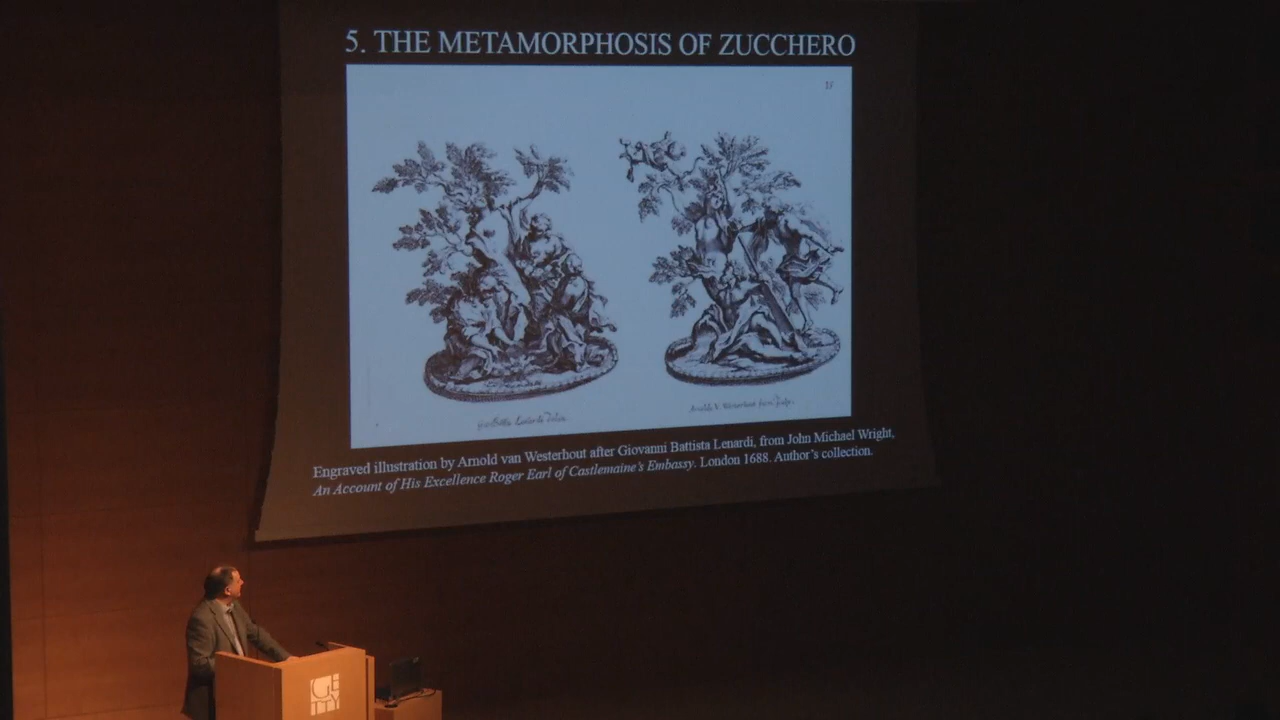 5. THE METAMORPHOSIS OF ZUCCHERO
Engraved illustration by Arnold van Westerhout after Giovanni Battista Lenardi, from John Michael Wright,
An Account of His Excellence Roger Earl of Castlemaine's Embassy. London 1688. Author's collection.
GETTY